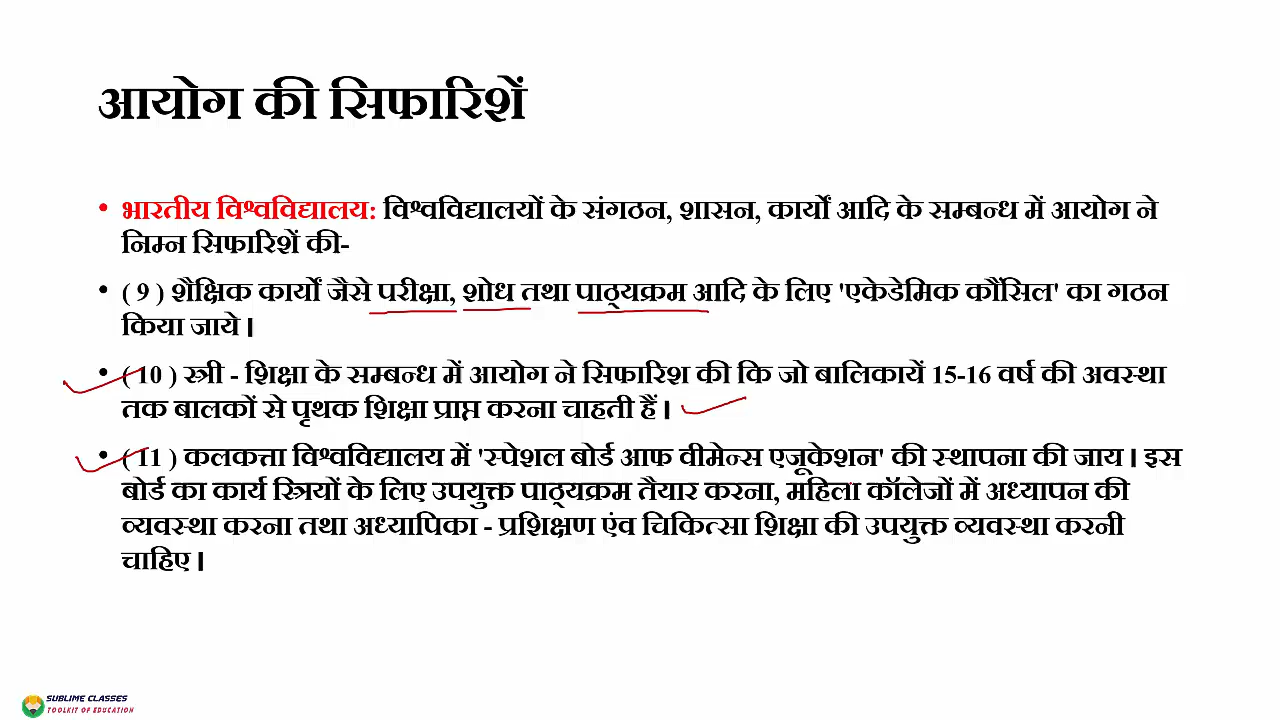 आयोग की सिफारिशें
• भारतीय विश्वविद्यालय: विश्वविद्यालयों के संगठन, शासन, कार्यों आदि के सम्बन्ध में आयोग ने
निम्न सिफारिशें की-
• ( 9 ) शैक्षिक कार्यों जैसे परीक्षा, शोध तथा पाठ्यक्रम आदि के लिए 'एकेडेमिक कौंसिल' का गठन
किया जाये ।
• ( 10 ) स्त्री - शिक्षा के सम्बन्ध में आयोग ने सिफारिश की कि जो बालिकायें 15-16 वर्ष की अवस्था
तक बालकों से पृथक शिक्षा प्राप्त करना चाहती हैं ।
• ( 11 ) कलकत्ता विश्वविद्यालय में 'स्पेशल बोर्ड आफ वीमेन्स एजूकेशन' की स्थापना की जाय । इस
बोर्ड का कार्य स्त्रियों के लिए उपयुक्त पाठ्यक्रम तैयार करना, महिला कॉलेजों में अध्यापन की
व्यवस्था करना तथा अध्यापिका - प्रशिक्षण एंव चिकित्सा शिक्षा की उपयुक्त व्यवस्था करनी
चाहिए ।
SUBLIME CLASSES
TOOLKIT OF EDUCATION